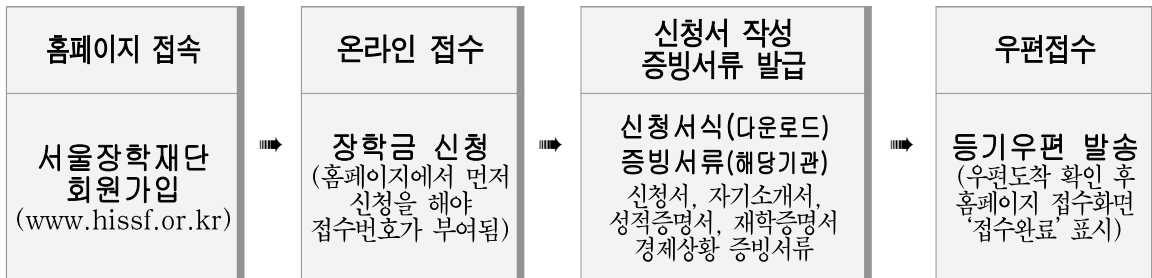 홈페이지 접속
서울장학재단
회원가입
(www.hissf.or.kr)
➠
온라인 접수
장학금 신청
(홈페이지에서 먼저
신청을 해야
접수번호가 부여됨)
➠
신청서 작성
증빙서류 발급
신청서식(다운로드)
증빙서류(해당기관)
신청서, 자기소개서,
성적증명서, 재학증명서
경제상황 증빙서류
➠
우편접수
등기우편 발송
(우편도착 확인 후
홈페이지 접수화면
‘접수완료’ 표시)